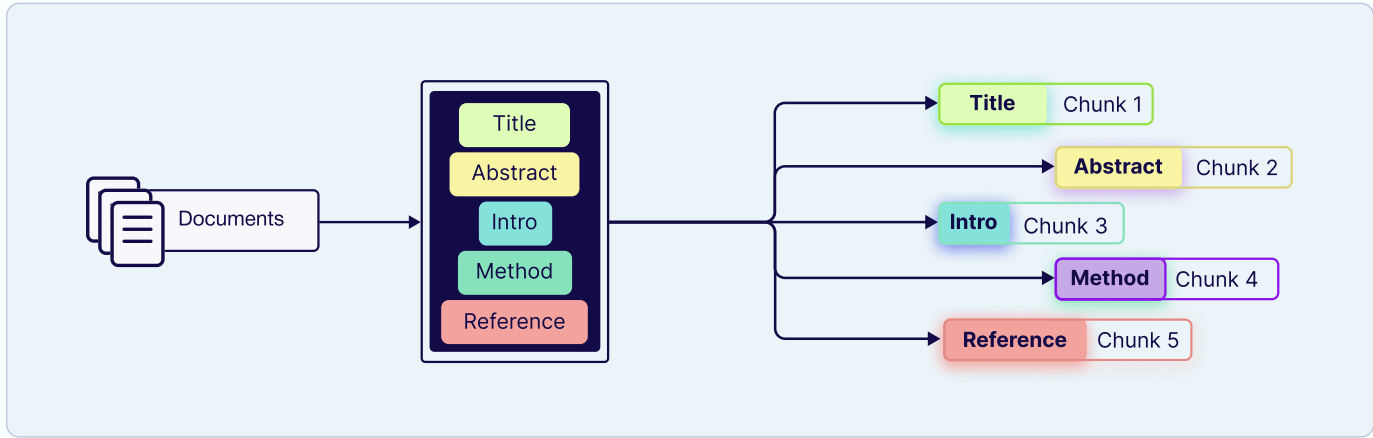 Documents
Title
Abstract
Intro
Method
Reference
Title Chunk 1
Abstract Chunk 2
Intro Chunk 3
Method Chunk 4
Reference Chunk 5